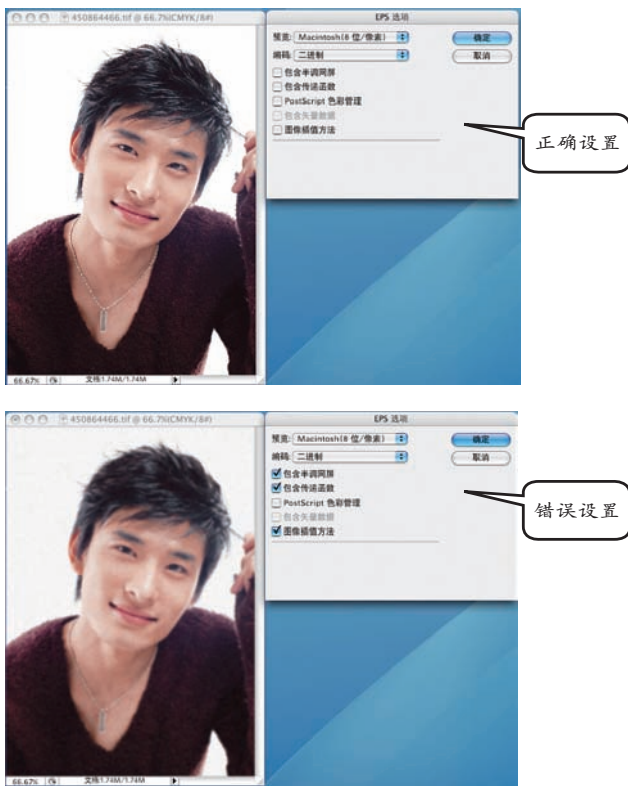 450864466.tif @ 66.7%(CMYK/8#)
EPS 选项
预览: Macintosh(8 位/像素)
确定
编码: 二进制
取消
包含半调网屏
包含传递函数
PostScript 色彩管理
包含矢量数据
图像插值方法
正确设置
66.67%
文档:1.74M/1.74M
450864466.tif @ 66.7%(CMYK/8#)
EPS 选项
预览: Macintosh(8 位/像素)
确定
编码: 二进制
取消
包含半调网屏
包含传递函数
PostScript 色彩管理
包含矢量数据
图像插值方法
错误设置
66.67%
文档:1.74M/1.74M